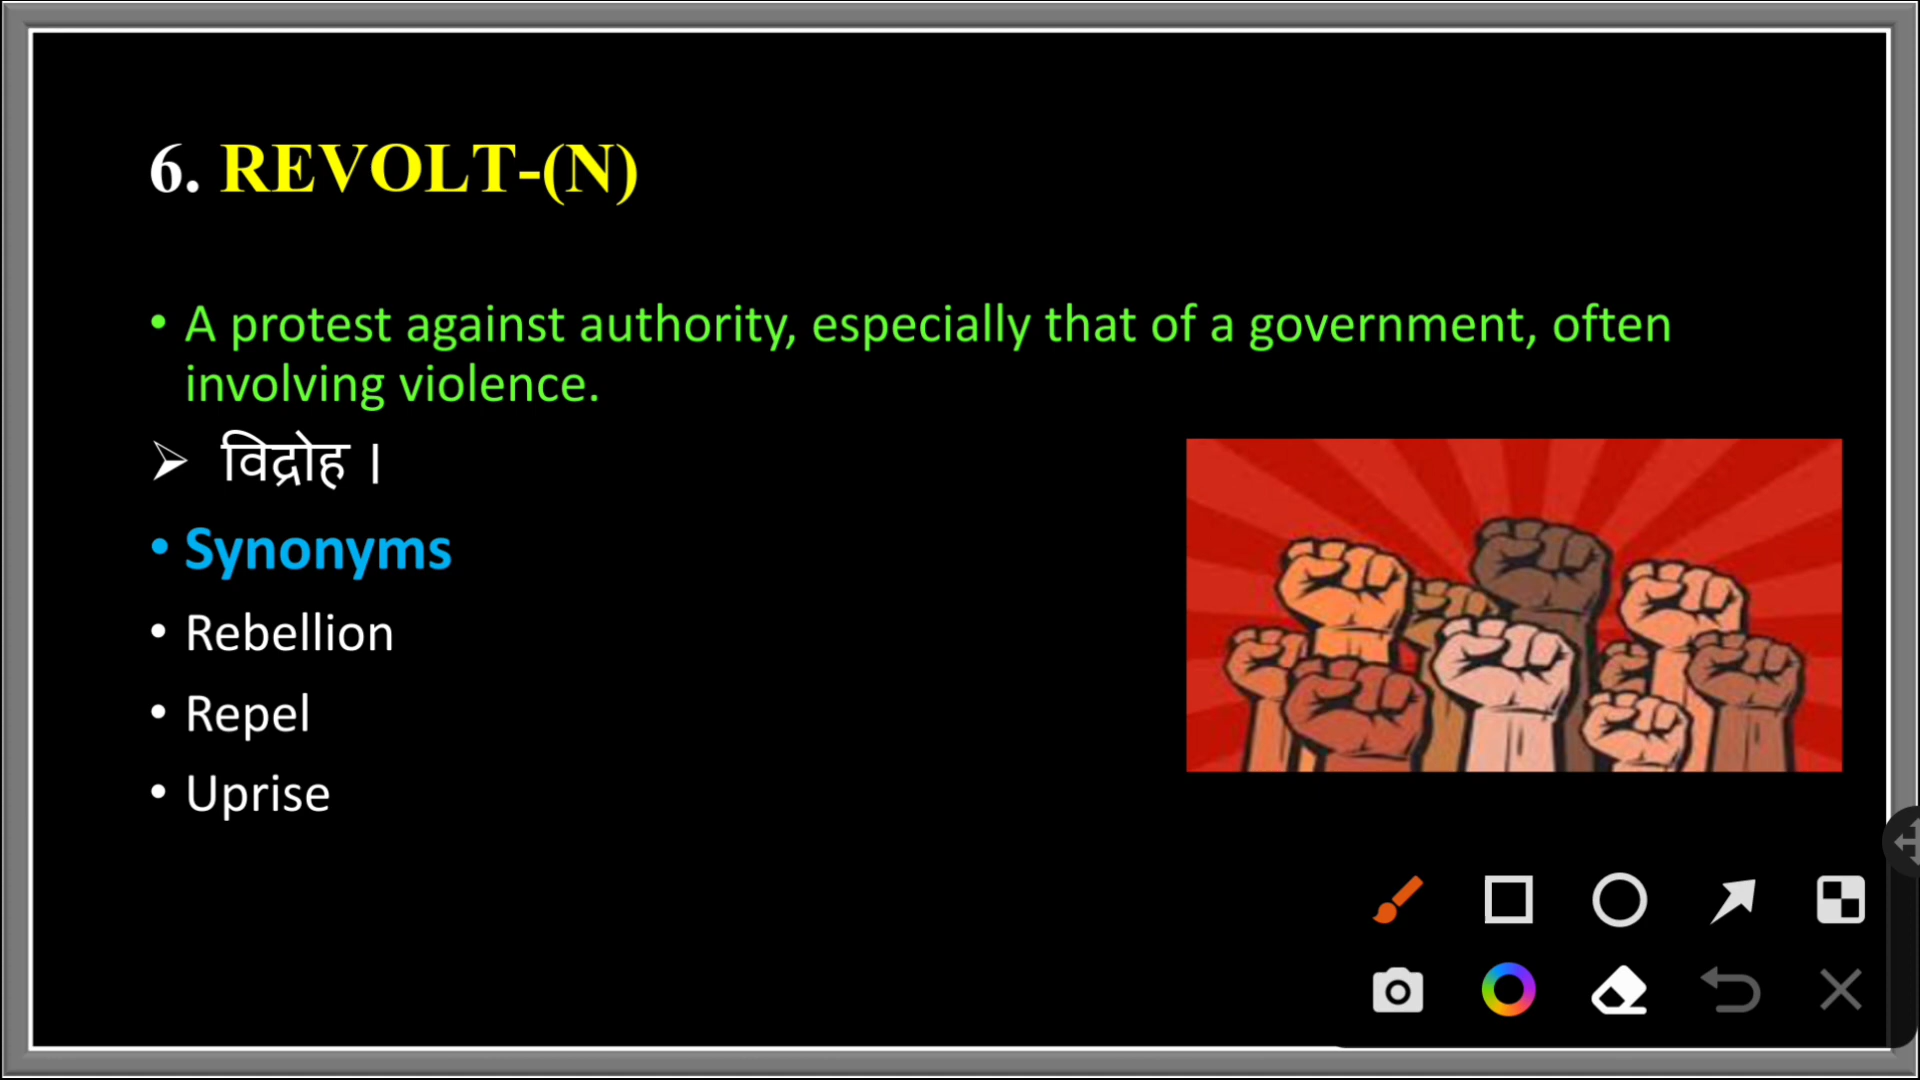 6. REVOLT-(N)
• A protest against authority, especially that of a government, often
involving violence.
➢ विद्रोह ।
• Synonyms
• Rebellion
• Repel
• Uprise